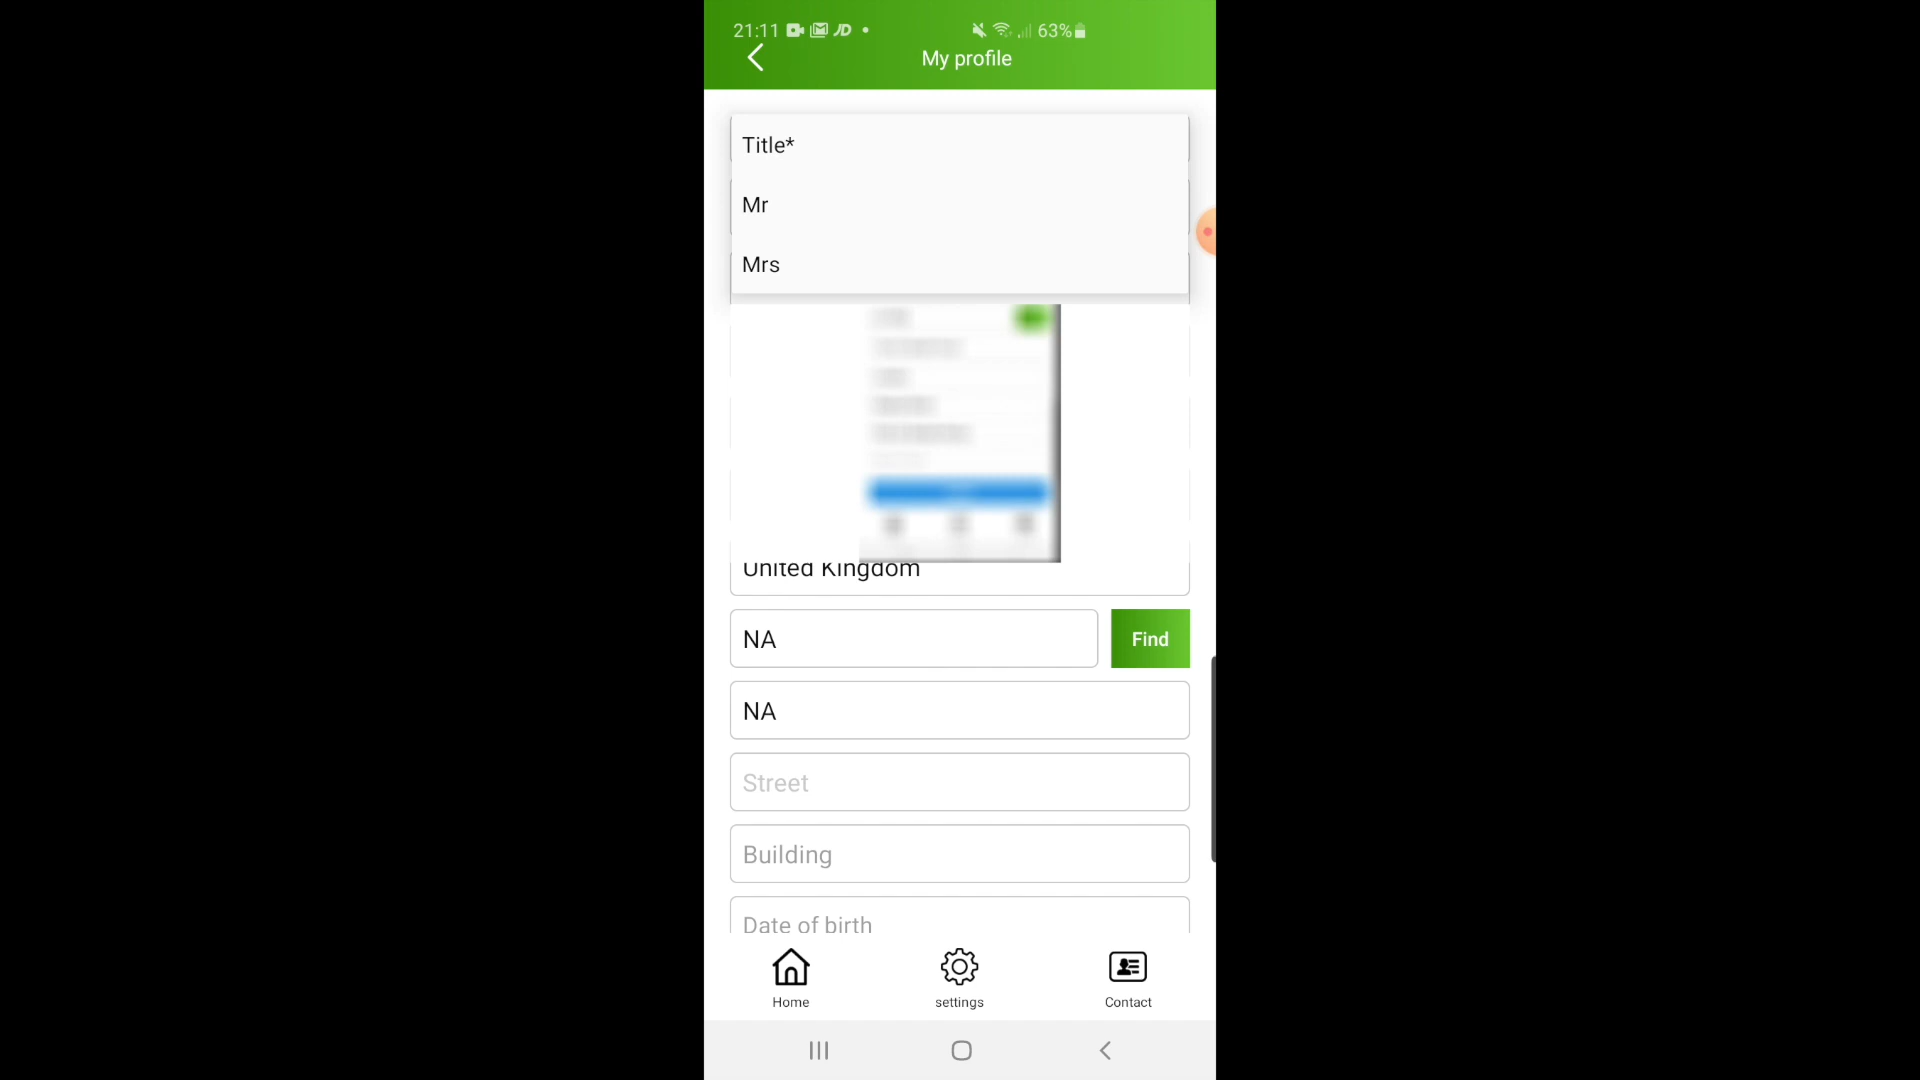 21:11 63%
My profile
Title*
Mr
Mrs
United Kingdom
NA
Find
NA
Street
Building
Date of birth
Home settings Contact